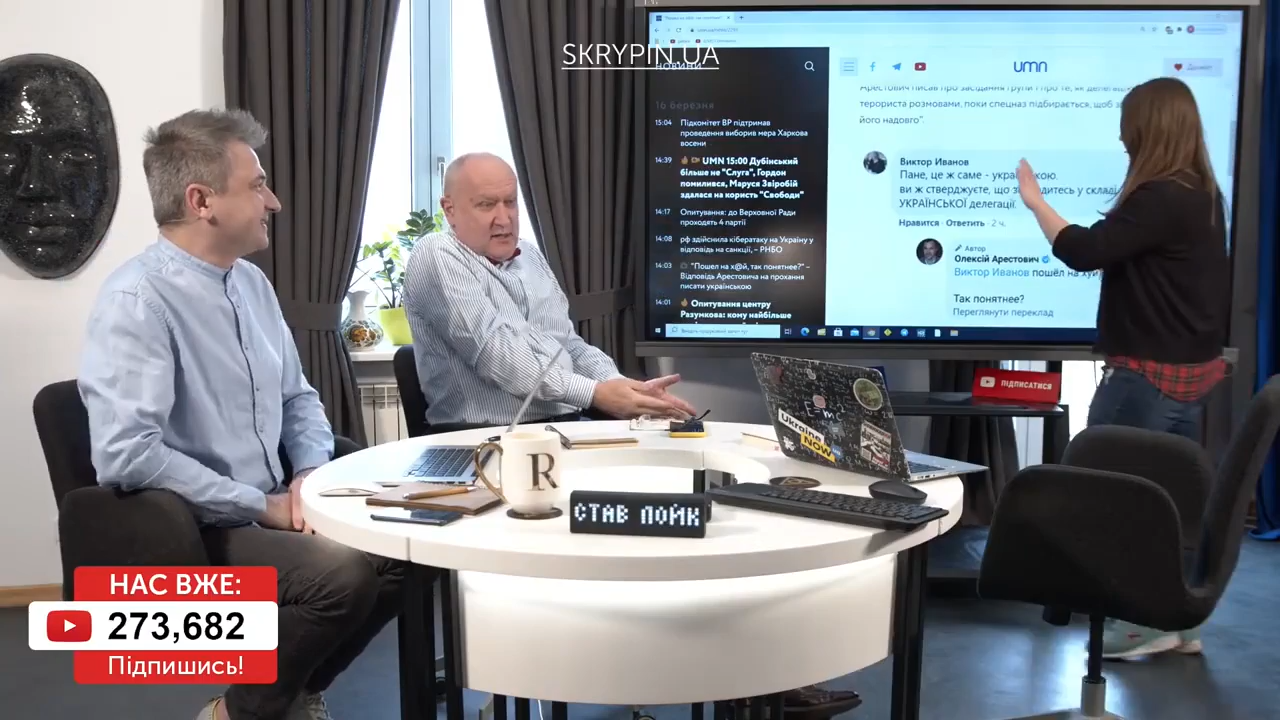 SKRYPIN.UA
НОВИНИ
16 березня
15:04 Підкомітет ВР підтримав
проведення виборив мера Харкова
восени
14:39 UMN 15:00 Дубінський
більше не "Слуга", Гордон
помилився, Маруся Звіробій
здалася на користь "Свободи"
14:17 Опитування: до Верховної Ради
проходять 4 партії
14:08 рф здійснила кібератаку на Україну у
відповідь на санкції, – РНБО
14:03 "Пошел на х@й, так понятнее?" –
Відповідь Арестовича на прохання
писати українською
14:01 Опитування центру
Разумкова: кому найбільше
umn
Арестович писав про засідання групи і про те, як
терориста розмовами, поки спецназ підбирається, щоб
його надовго".
Виктор Иванов
Пане, це ж саме - українською.
ви ж стверджуєте, що знаходитесь у складі
УКРАЇНСЬКОЇ делегації.
Нравится · Ответить · 2 ч.
Автор
Олексій Арестович
Виктор Иванов пошёл на хуй
Так понятнее?
Переглянути переклад
ПІДПИСАТИСЯ
E=m 2
Ukraine
NOW
R
СТАВ ЛОЙК
НАС ВЖЕ:
273,682
Підпишись!